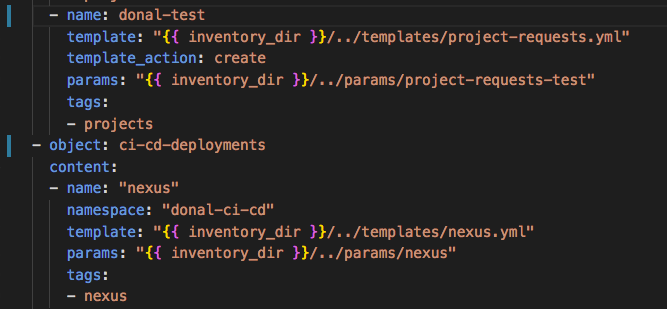 - name: donal-test
template: "{{ inventory_dir }}/../templates/project-requests.yml"
template_action: create
params: "{{ inventory_dir }}/../params/project-requests-test"
tags:
- projects
- object: ci-cd-deployments
content:
- name: "nexus"
namespace: "donal-ci-cd"
template: "{{ inventory_dir }}/../templates/nexus.yml"
params: "{{ inventory_dir }}/../params/nexus"
tags:
- nexus